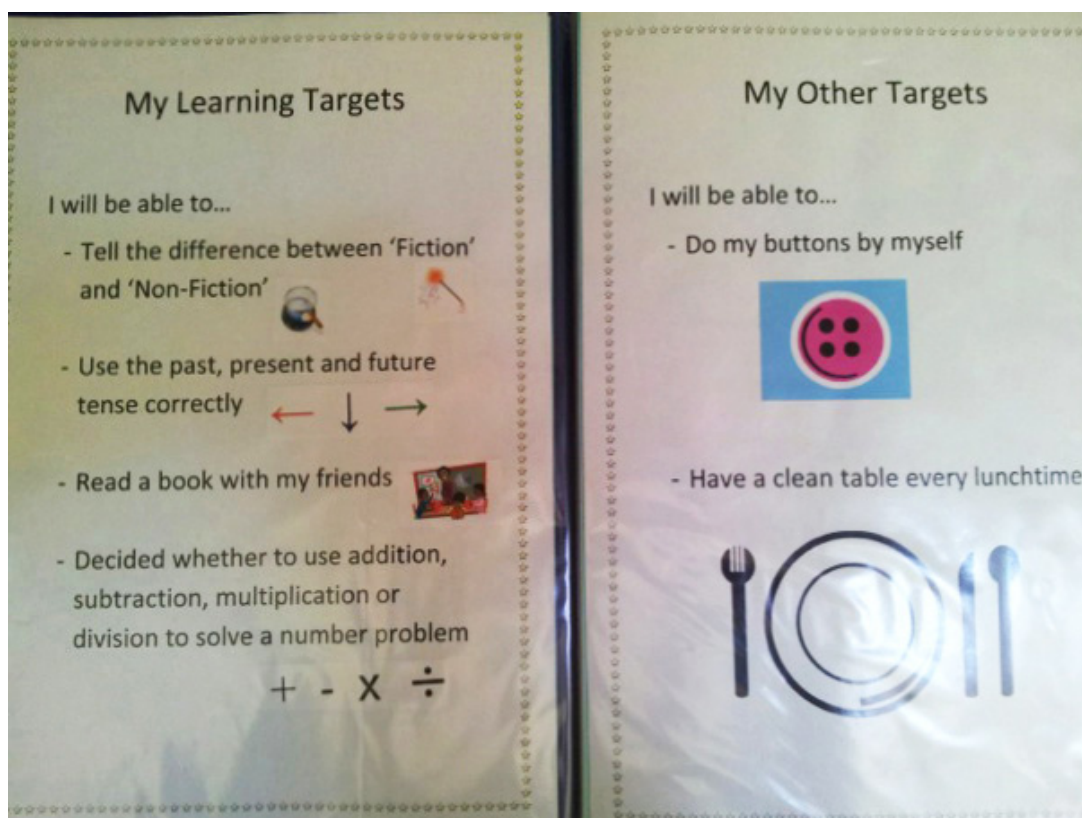 My Learning Targets
I will be able to...
- Tell the difference between ‘Fiction’
and ‘Non-Fiction’
- Use the past, present and future
tense correctly
- Read a book with my friends
- Decided whether to use addition,
subtraction, multiplication or
division to solve a number problem
+ - x ÷
My Other Targets
I will be able to...
- Do my buttons by myself
- Have a clean table every lunchtime